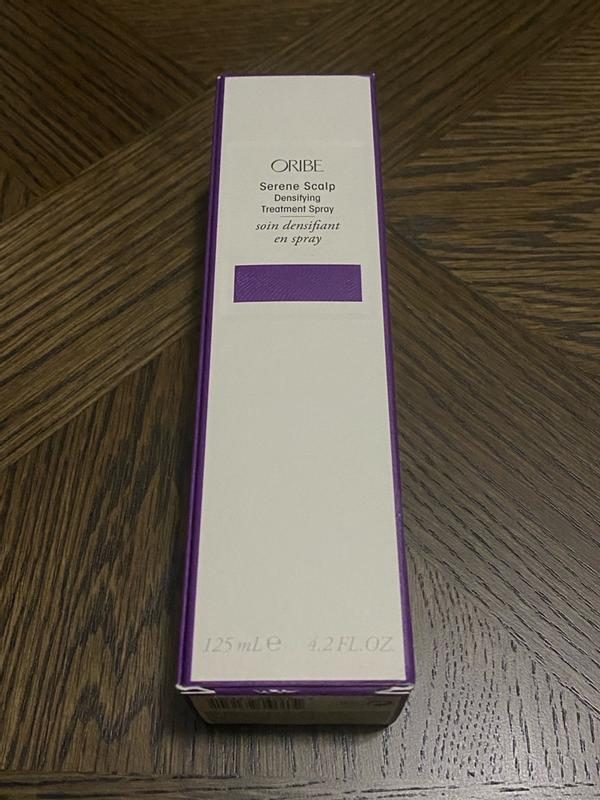 ORIBE
Serene Scalp
Densifying
Treatment Spray
soin densifiant
en spray
125 mL ℮ 4.2 FL.OZ.